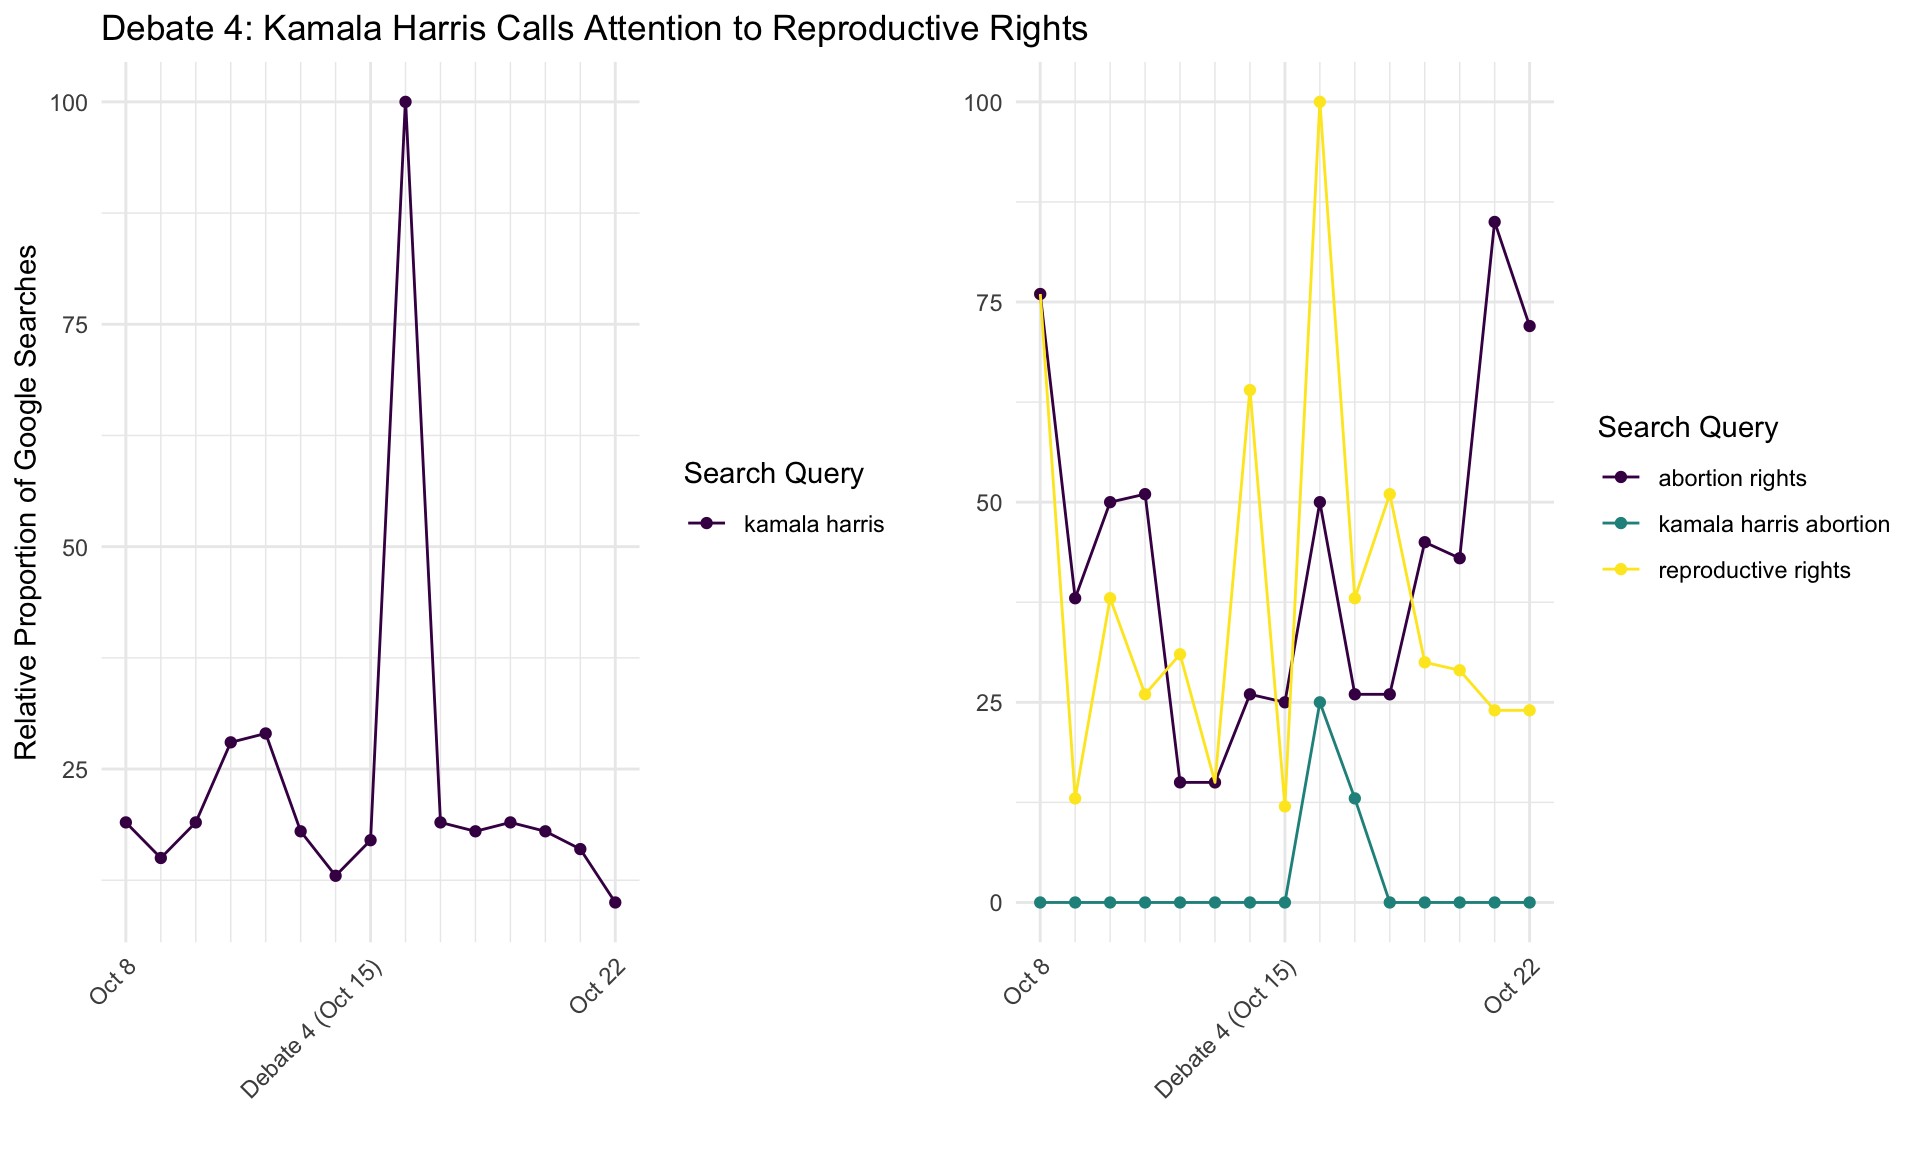 Debate 4: Kamala Harris Calls Attention to Reproductive Rights
Relative Proportion of Google Searches
100
75
50
25
Oct 8
Debate 4 (Oct 15)
Oct 22
Search Query
kamala harris
100
75
50
25
0
Oct 8
Debate 4 (Oct 15)
Oct 22
Search Query
abortion rights
kamala harris abortion
reproductive rights